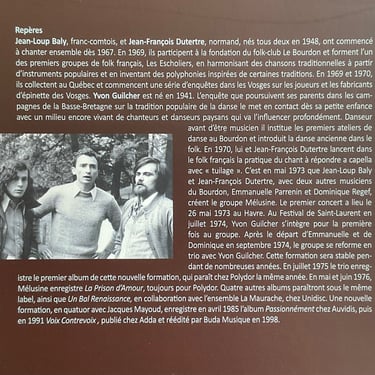 Repères
Jean-Loup Baly, franc-comtois, et Jean-François Dutertre, normand, nés tous deux en 1948, ont commencé
à chanter ensemble dès 1967. En 1969, ils participent à la fondation du folk-club Le Bourdon et forment l'un
des premiers groupes de folk français, Les Escholiers, en harmonisant des chansons traditionnelles à partir
d'instruments populaires et en inventant des polyphonies inspirées de certaines traditions. En 1969 et 1970,
ils collectent au Québec et commencent une série d'enquêtes dans les Vosges sur les joueurs et les fabricants
d'épinette des Vosges. Yvon Guilcher est né en 1941. L'enquête que poursuivent ses parents dans les cam-
pagnes de la Basse-Bretagne sur la tradition populaire de la danse le met en contact dès sa petite enfance
avec un milieu encore vivant de chanteurs et danseurs paysans qui va l'influencer profondément. Danseur
avant d'être musicien il institue les premiers ateliers de
danse au Bourdon et introduit la danse ancienne dans le
folk. En 1970, lui et Jean-François Dutertre lancent dans
le folk français la pratique du chant à répondre a capella
avec « tuilage ». C'est en mai 1973 que Jean-Loup Baly
et Jean-François Dutertre, avec deux autres musiciens
du Bourdon, Emmanuelle Parrenin et Dominique Regef,
créent le groupe Mélusine. Le premier concert a lieu le
26 mai 1973 au Havre. Au Festival de Saint-Laurent en
juillet 1974, Yvon Guilcher s'intègre pour la première
fois au groupe. Après le départ d'Emmanuelle et de
Dominique en septembre 1974, le groupe se reforme en
trio avec Yvon Guilcher. Cette formation sera stable pen-
dant de nombreuses années. En juillet 1975 le trio enregi-
stre le premier album de cette nouvelle formation, qui paraît chez Polydor la même année. En mai et juin 1976,
Mélusine enregistre La Prison d'Amour, toujours pour Polydor. Quatre autres albums paraîtront sous le même
label, ainsi que Un Bal Renaissance, en collaboration avec l'ensemble La Maurache, chez Unidisc. Une nouvelle
formation, en quatuor avec Jacques Mayoud, enregistre en avril 1985 l'album Passionnément chez Auvidis, puis
en 1991 Voix Contrevoix , publié chez Adda et réédité par Buda Musique en 1998.